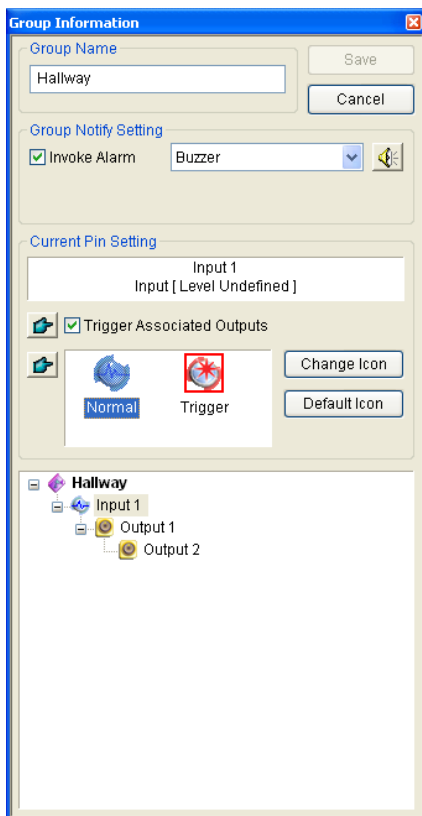 Group Information
Group Name
Hallway
Save
Cancel
Group Notify Setting
Invoke Alarm
Buzzer
Current Pin Setting
Input 1
Input [ Level Undefined ]
Trigger Associated Outputs
Normal
Trigger
Change Icon
Default Icon
Hallway
Input 1
Output 1
Output 2